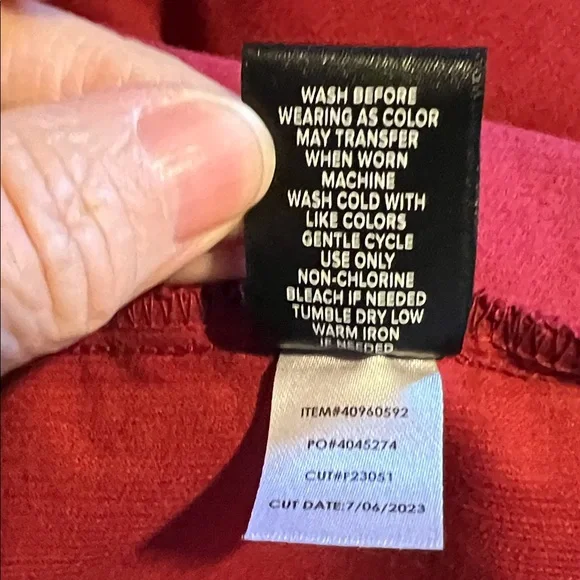 WASH BEFORE
WEARING AS COLOR
MAY TRANSFER
WHEN WORN
MACHINE
WASH COLD WITH
LIKE COLORS
GENTLE CYCLE
USE ONLY
NON-CHLORINE
BLEACH IF NEEDED
TUMBLE DRY LOW
WARM IRON
IF NEEDED
ITEM#40960592
PO#4045274
CUT#F23051
CUT DATE:7/06/2023